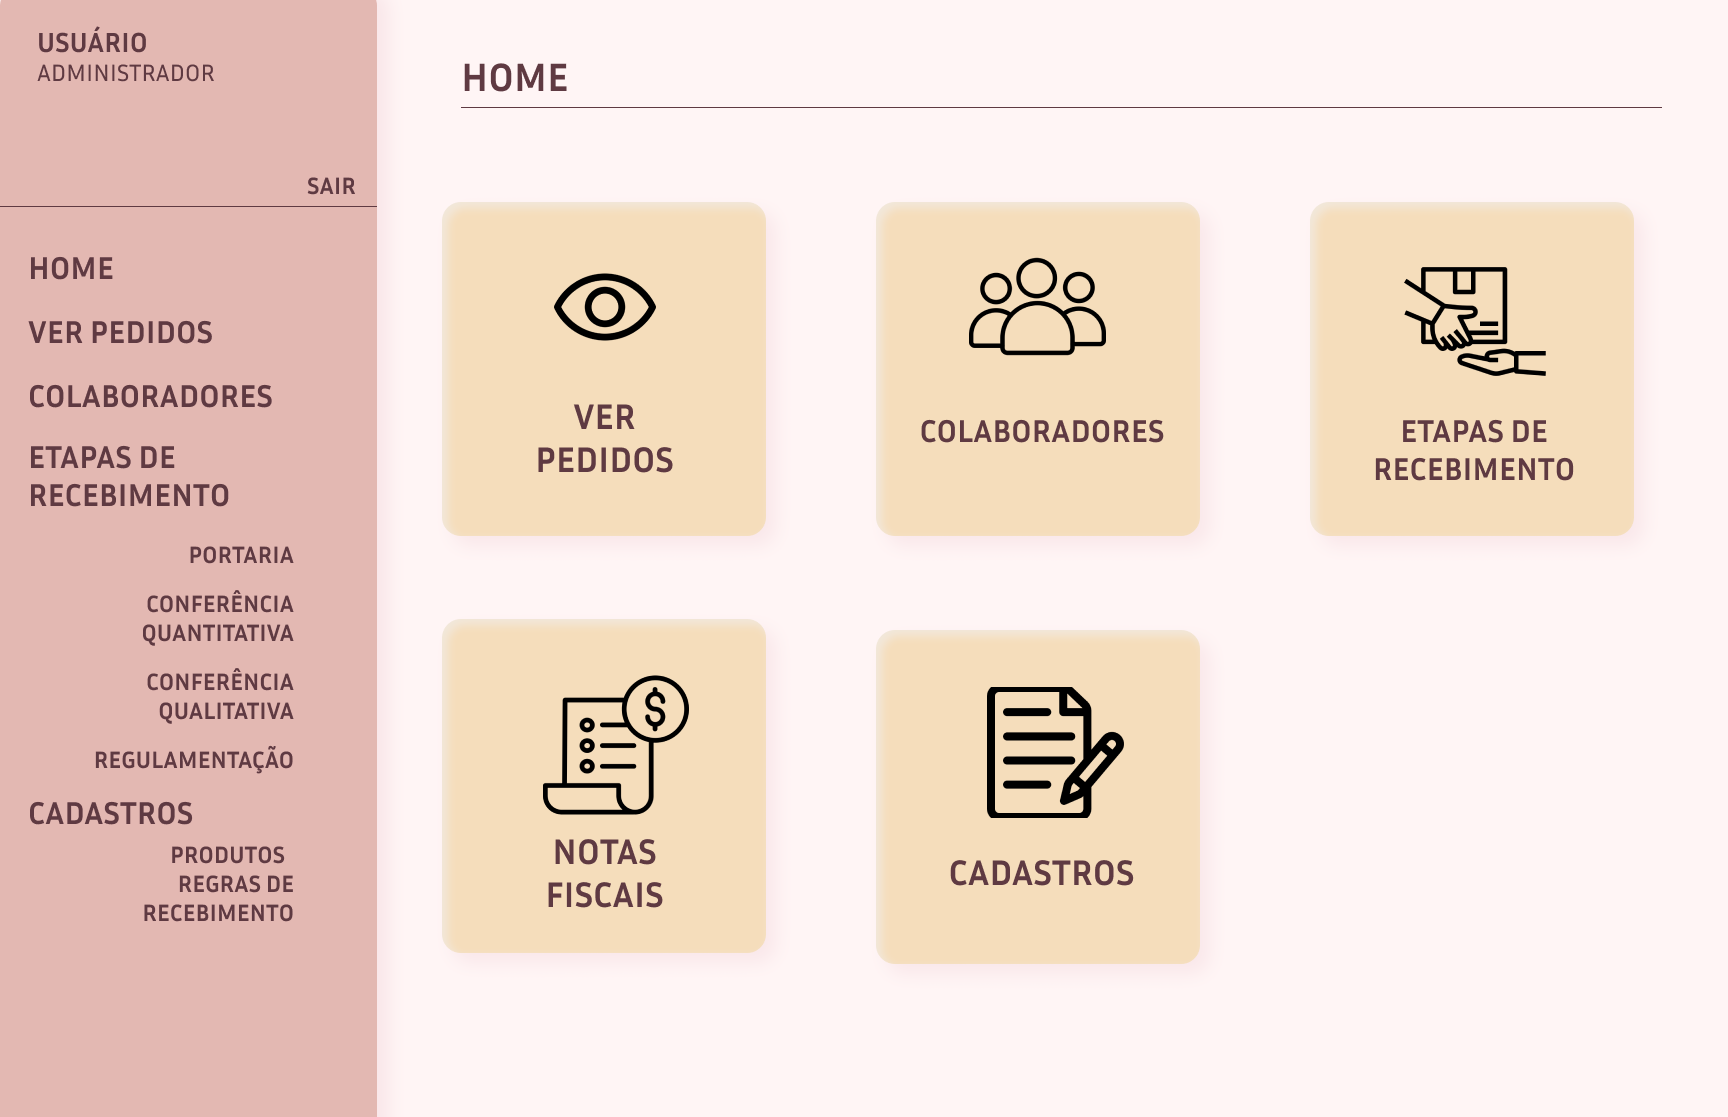 USUÁRIO
ADMINISTRADOR
SAIR
HOME
VER PEDIDOS
COLABORADORES
ETAPAS DE
RECEBIMENTO
PORTARIA
CONFERÊNCIA
QUANTITATIVA
CONFERÊNCIA
QUALITATIVA
REGULAMENTAÇÃO
CADASTROS
PRODUTOS
REGRAS DE
RECEBIMENTO
HOME
VER
PEDIDOS
COLABORADORES
ETAPAS DE
RECEBIMENTO
$
NOTAS
FISCAIS
CADASTROS